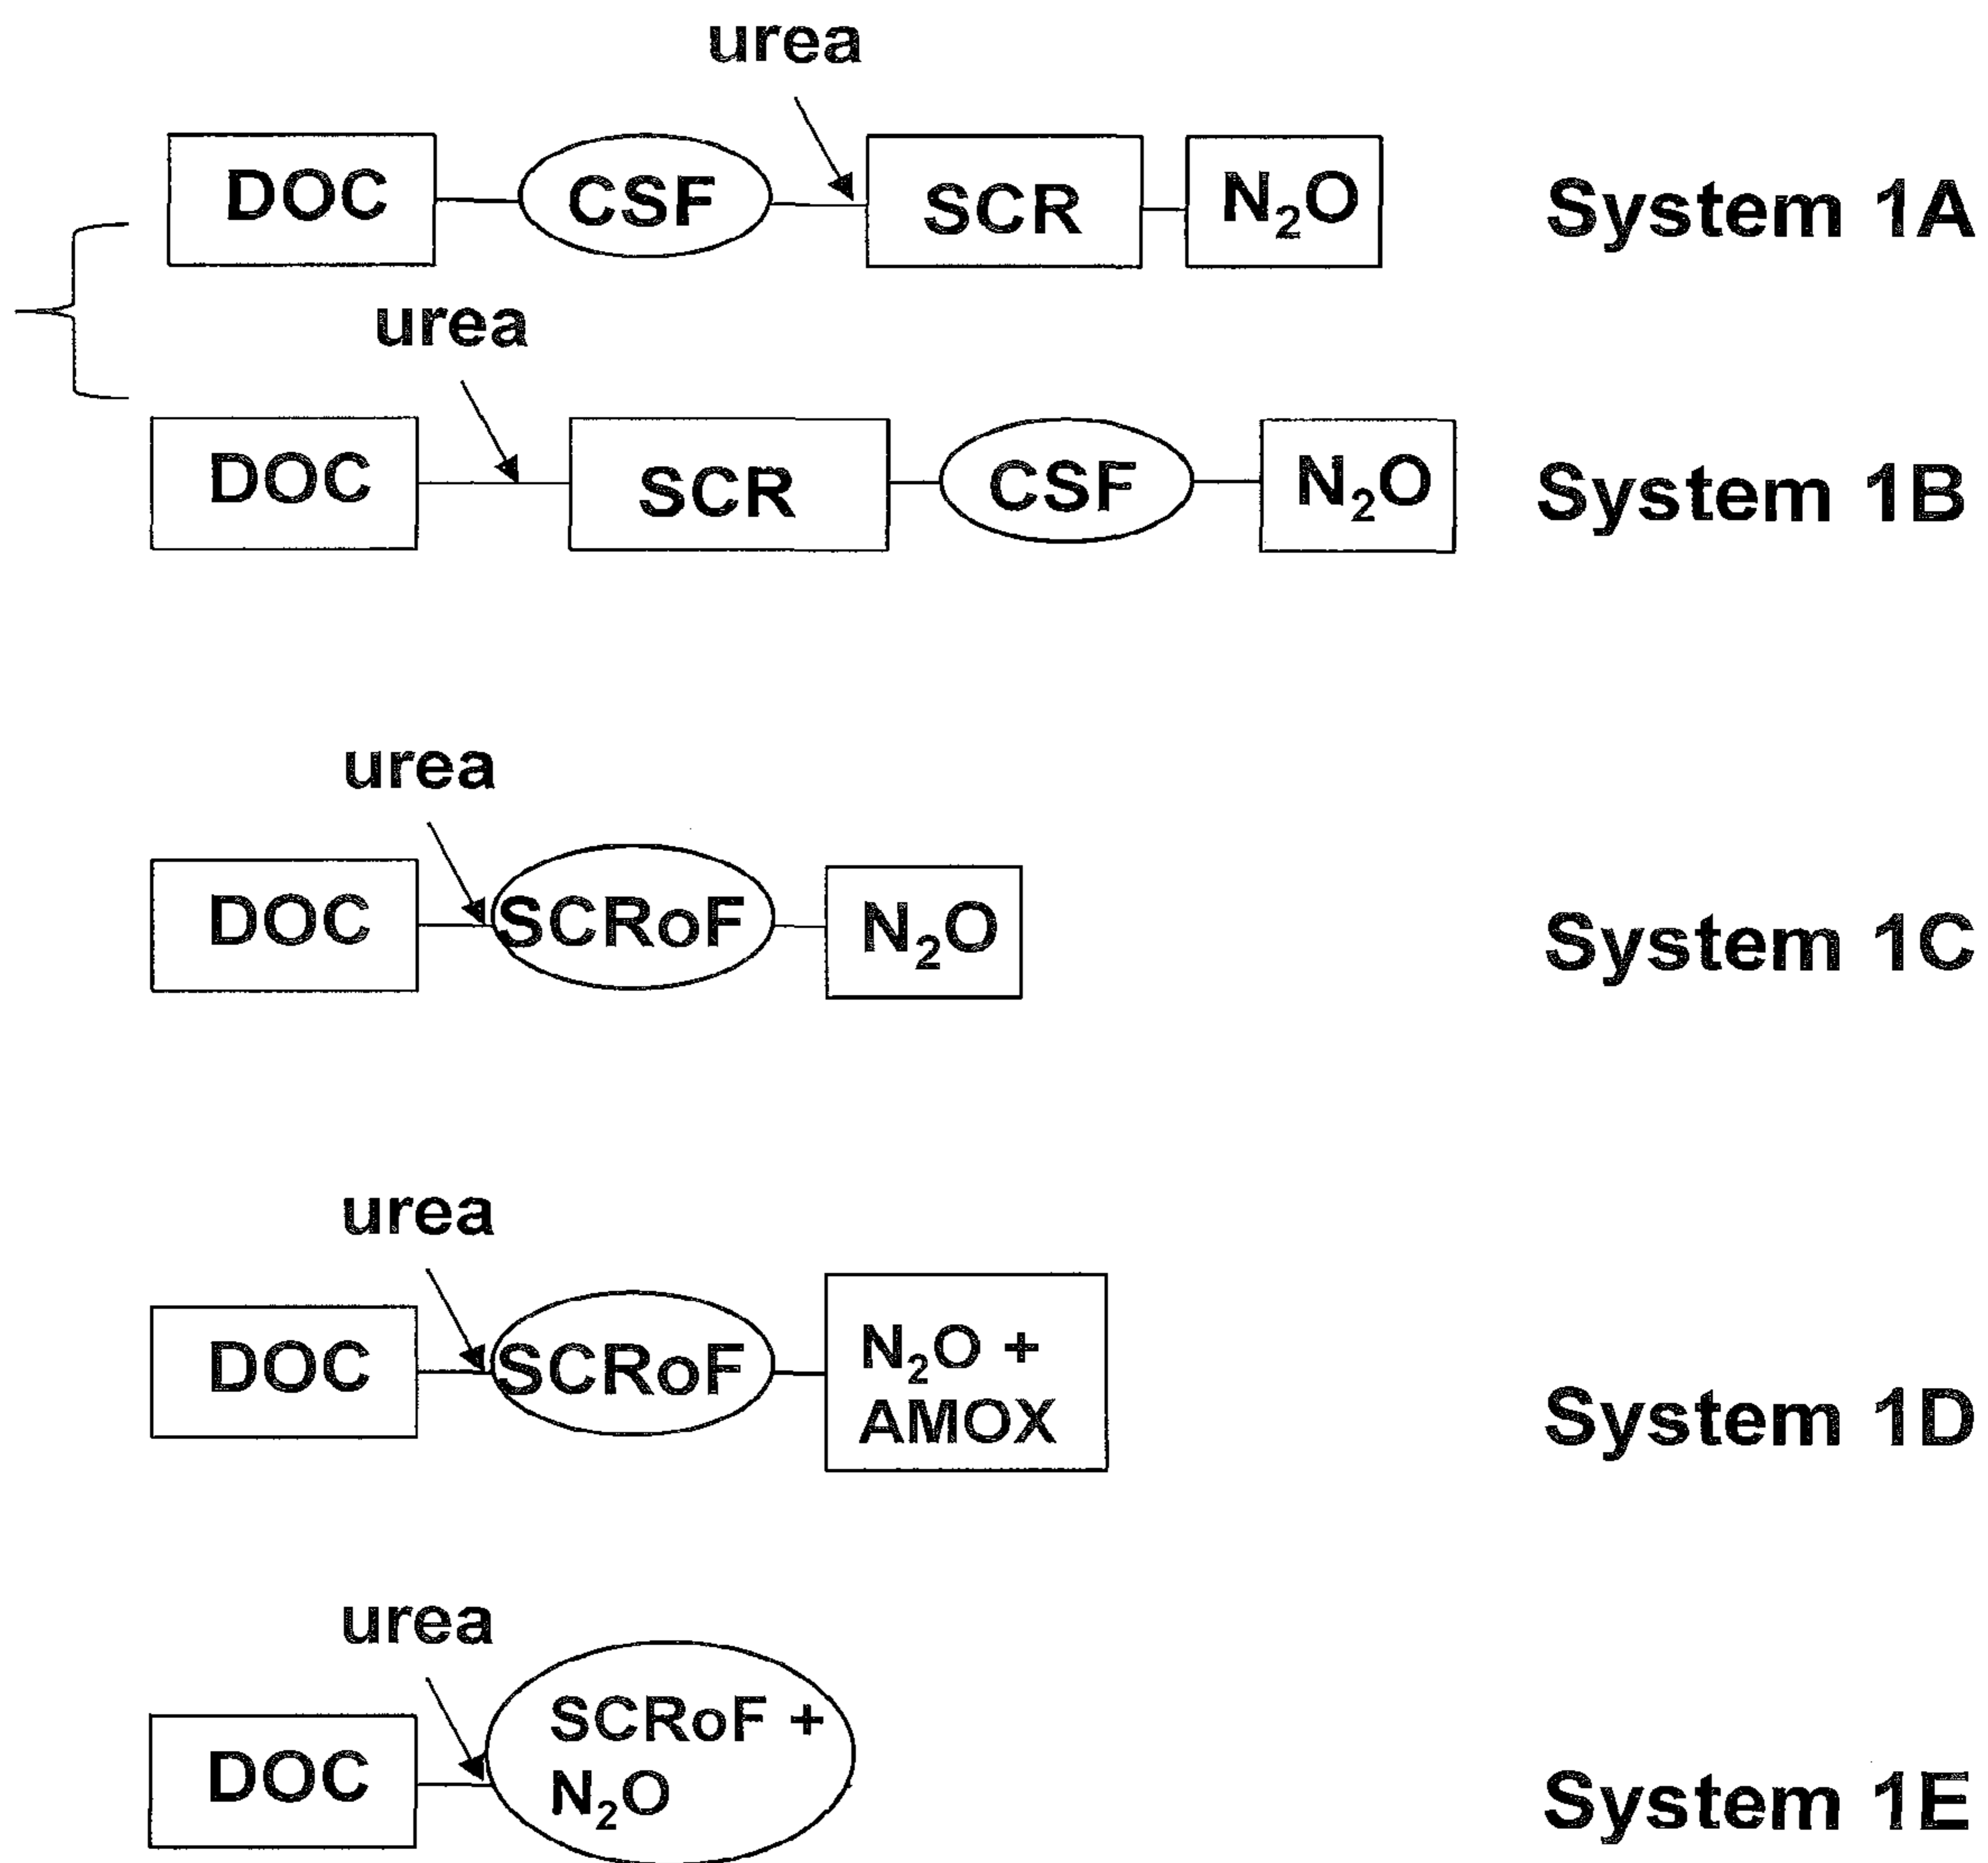 urea
DOC CSF SCR N₂O System 1A
urea
DOC SCR CSF N₂O System 1B
urea
DOC SCRoF N₂O System 1C
urea
DOC SCRoF N₂O + System 1D
AMOX
urea
DOC SCRoF + System 1E
N₂O